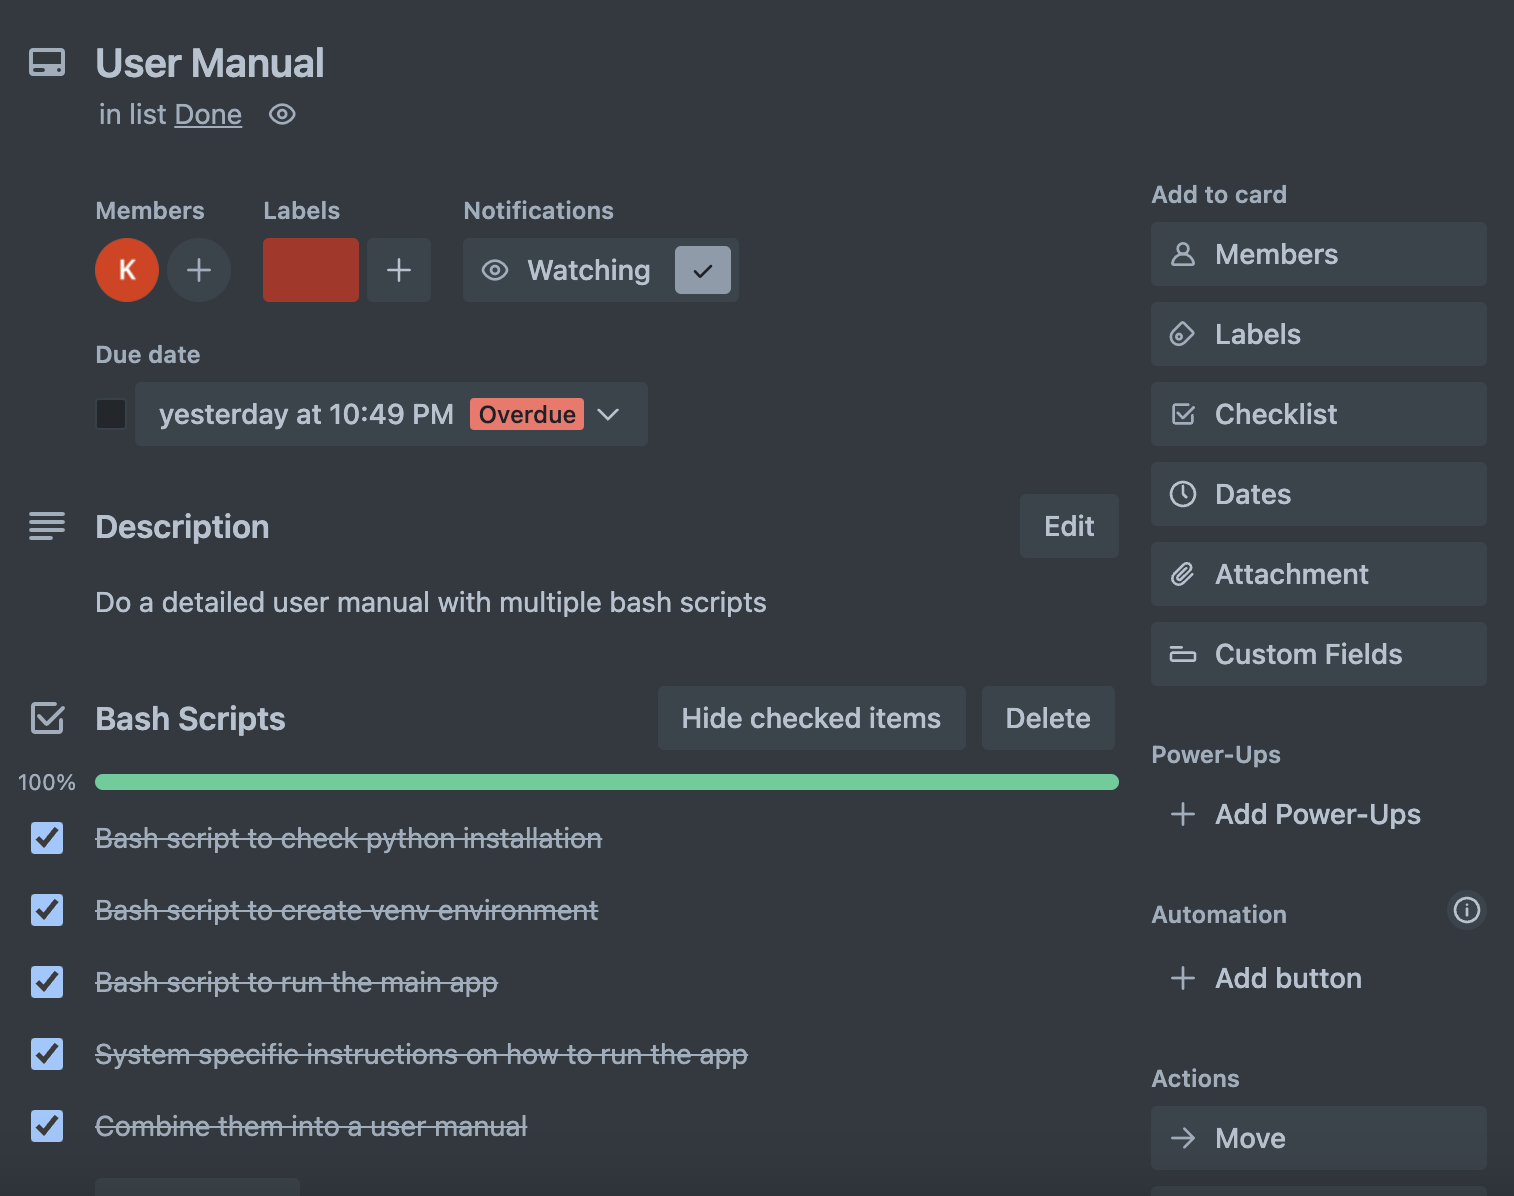 User Manual
in list Done
Members
Labels
Notifications
K
Watching
Due date
yesterday at 10:49 PM Overdue
Description
Edit
Do a detailed user manual with multiple bash scripts
Bash Scripts
Hide checked items
Delete
100%
Bash script to check python installation
Bash script to create venv environment
Bash script to run the main app
System specific instructions on how to run the app
Combine them into a user manual
Add to card
Members
Labels
Checklist
Dates
Attachment
Custom Fields
Power-Ups
Add Power-Ups
Automation
Add button
Actions
Move